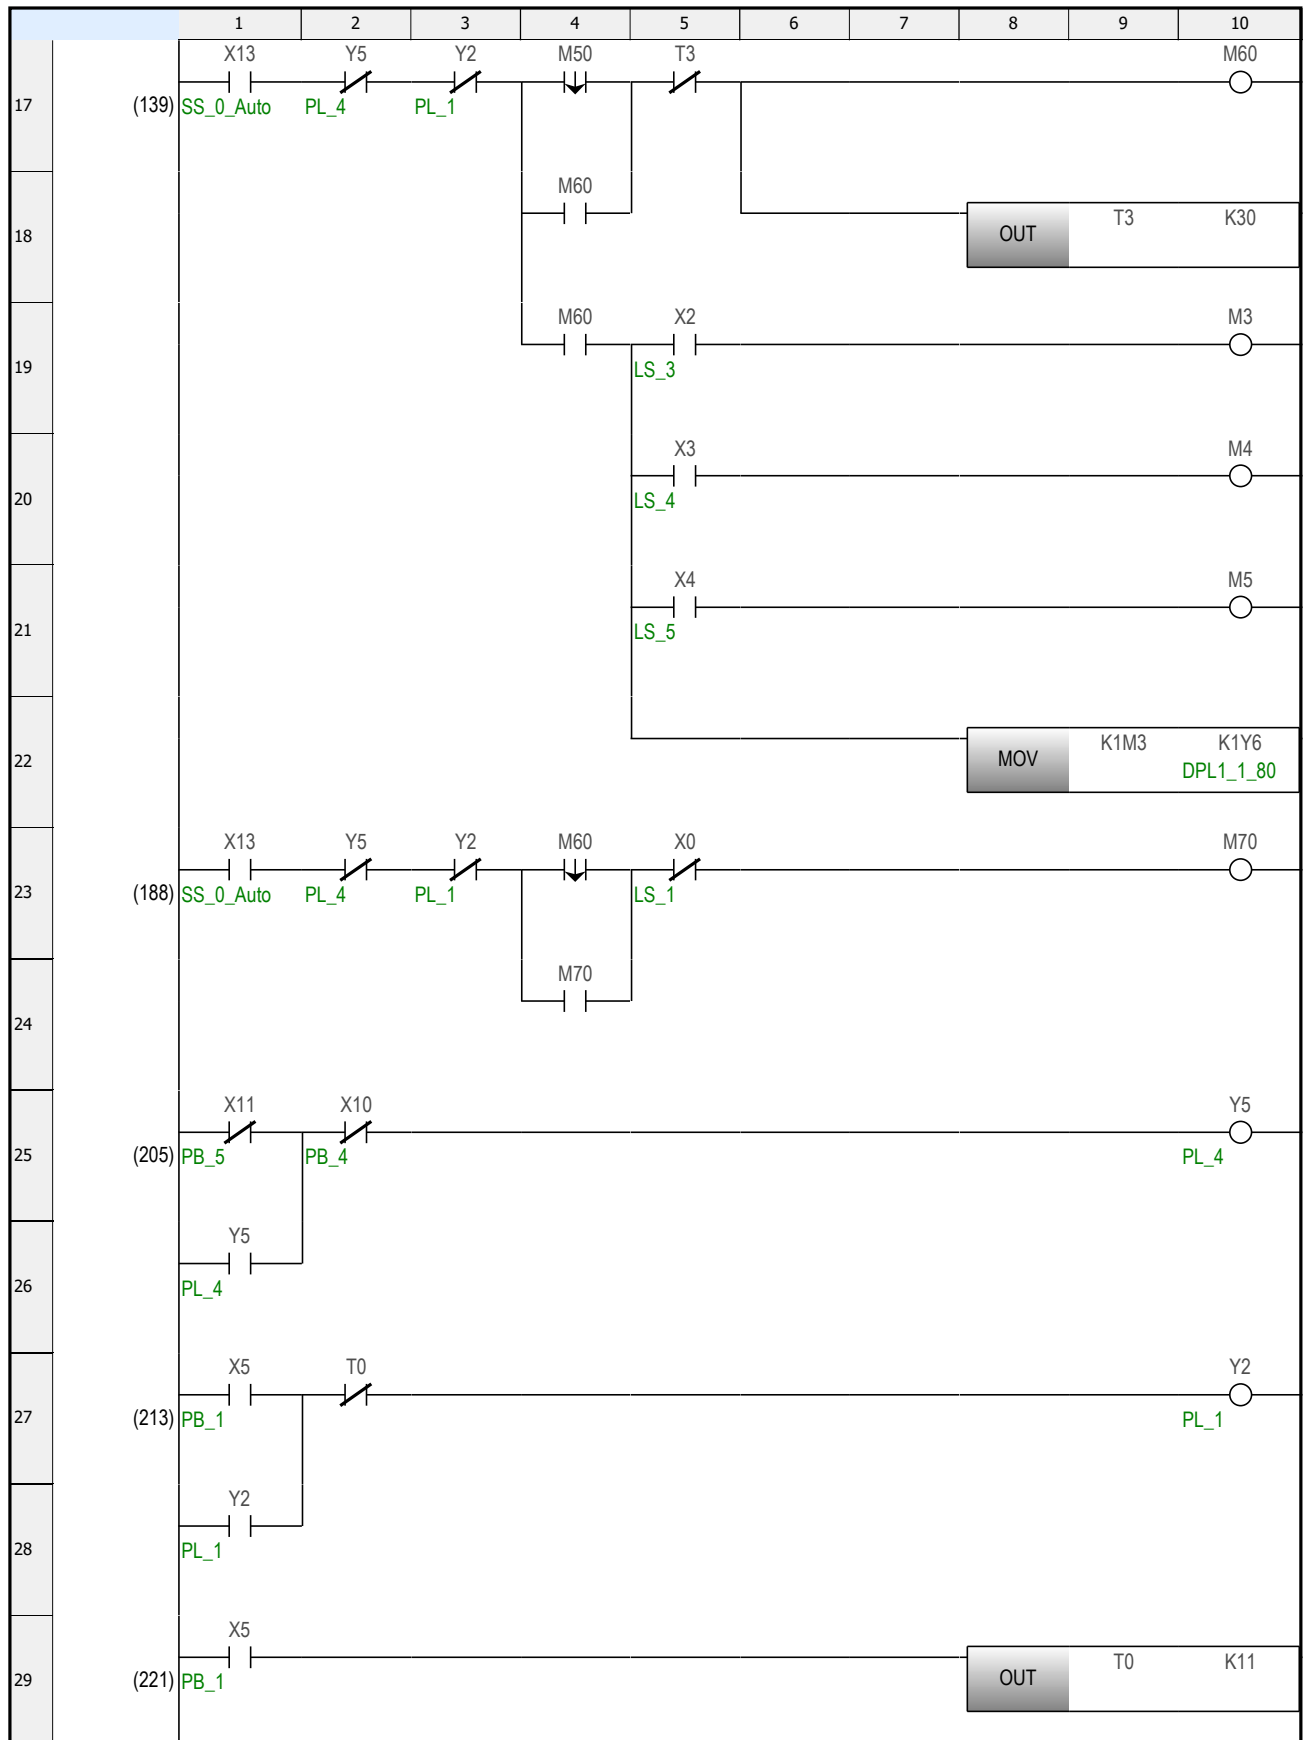 1 2 3 4 5 6 7 8 9 10
X13 Y5 Y2 M50 T3 M60
17 (139) SS_0_Auto PL_4 PL_1
M60
18 OUT T3 K30
M60 X2 M3
19 LS_3
X3 M4
20 LS_4
X4 M5
21 LS_5
22 MOV K1M3 K1Y6
DPL1_1_80
X13 Y5 Y2 M60 X0 M70
23 (188) SS_0_Auto PL_4 PL_1 LS_1
M70
24
X11 X10 Y5
25 (205) PB_5 PB_4 PL_4
Y5
26 PL_4
X5 T0 Y2
27 (213) PB_1 PL_1
Y2
28 PL_1
X5
29 (221) PB_1 OUT T0 K11